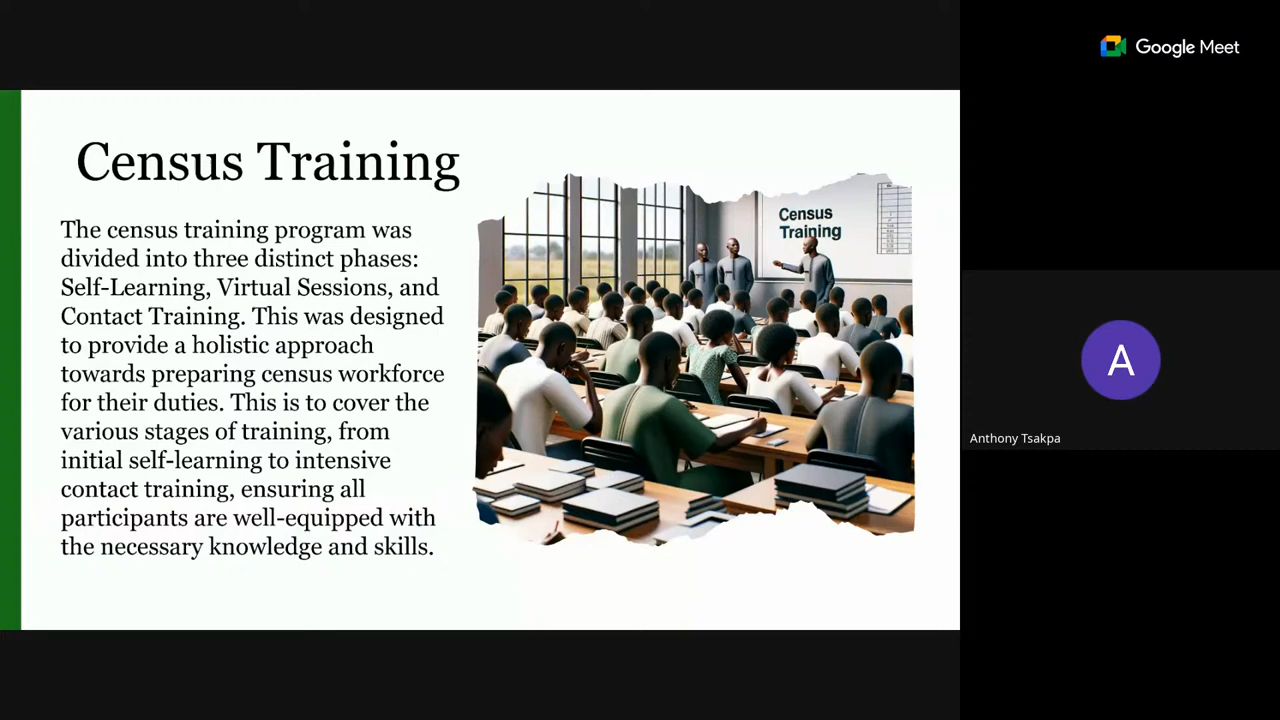 Google Meet
Census Training
The census training program was
divided into three distinct phases:
Self-Learning, Virtual Sessions, and
Contact Training. This was designed
to provide a holistic approach
towards preparing census workforce
for their duties. This is to cover the
various stages of training, from
initial self-learning to intensive
contact training, ensuring all
participants are well-equipped with
the necessary knowledge and skills.
Census
Training
A
Anthony Tsakpa